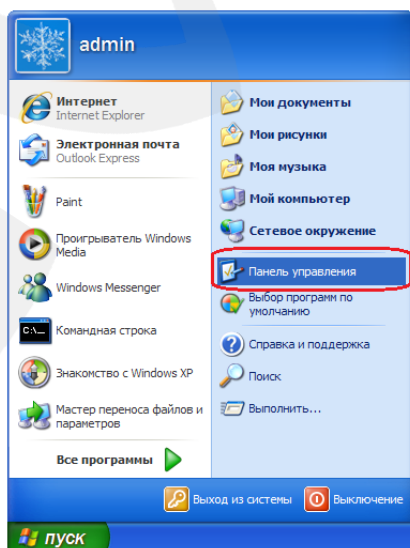 admin
Интернет
Internet Explorer
Электронная почта
Outlook Express
Paint
Проигрыватель Windows
Media
Windows Messenger
Командная строка
Знакомство с Windows XP
Мастер переноса файлов и
параметров
Все программы
Мои документы
Мои рисунки
Моя музыка
Мой компьютер
Сетевое окружение
Панель управления
Выбор программ по
умолчанию
Справка и поддержка
Поиск
Выполнить...
Выход из системы
Выключение
пуск